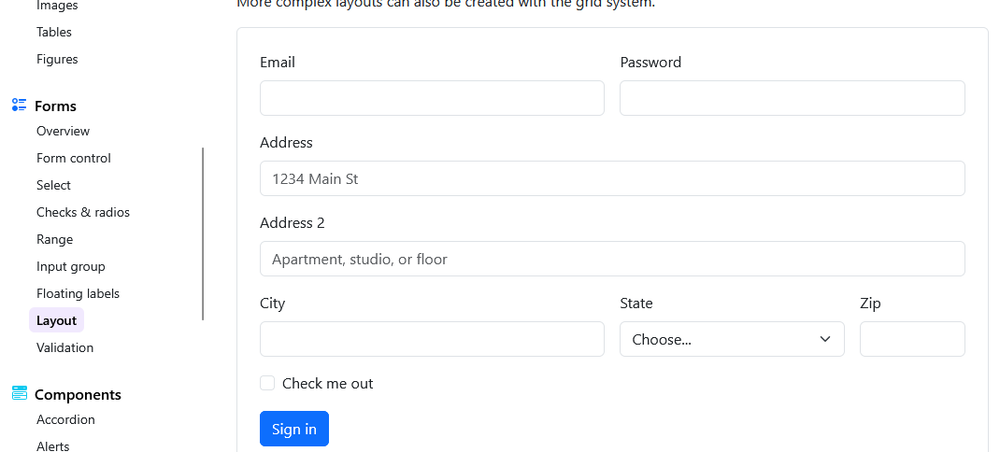 Images
Tables
Figures
Forms
Overview
Form control
Select
Checks & radios
Range
Input group
Floating labels
Layout
Validation
Components
Accordion
Alerts
More complex layouts can also be created with the grid system.
Email Password
Address
1234 Main St
Address 2
Apartment, studio, or floor
City State Zip
Choose...
Check me out
Sign in